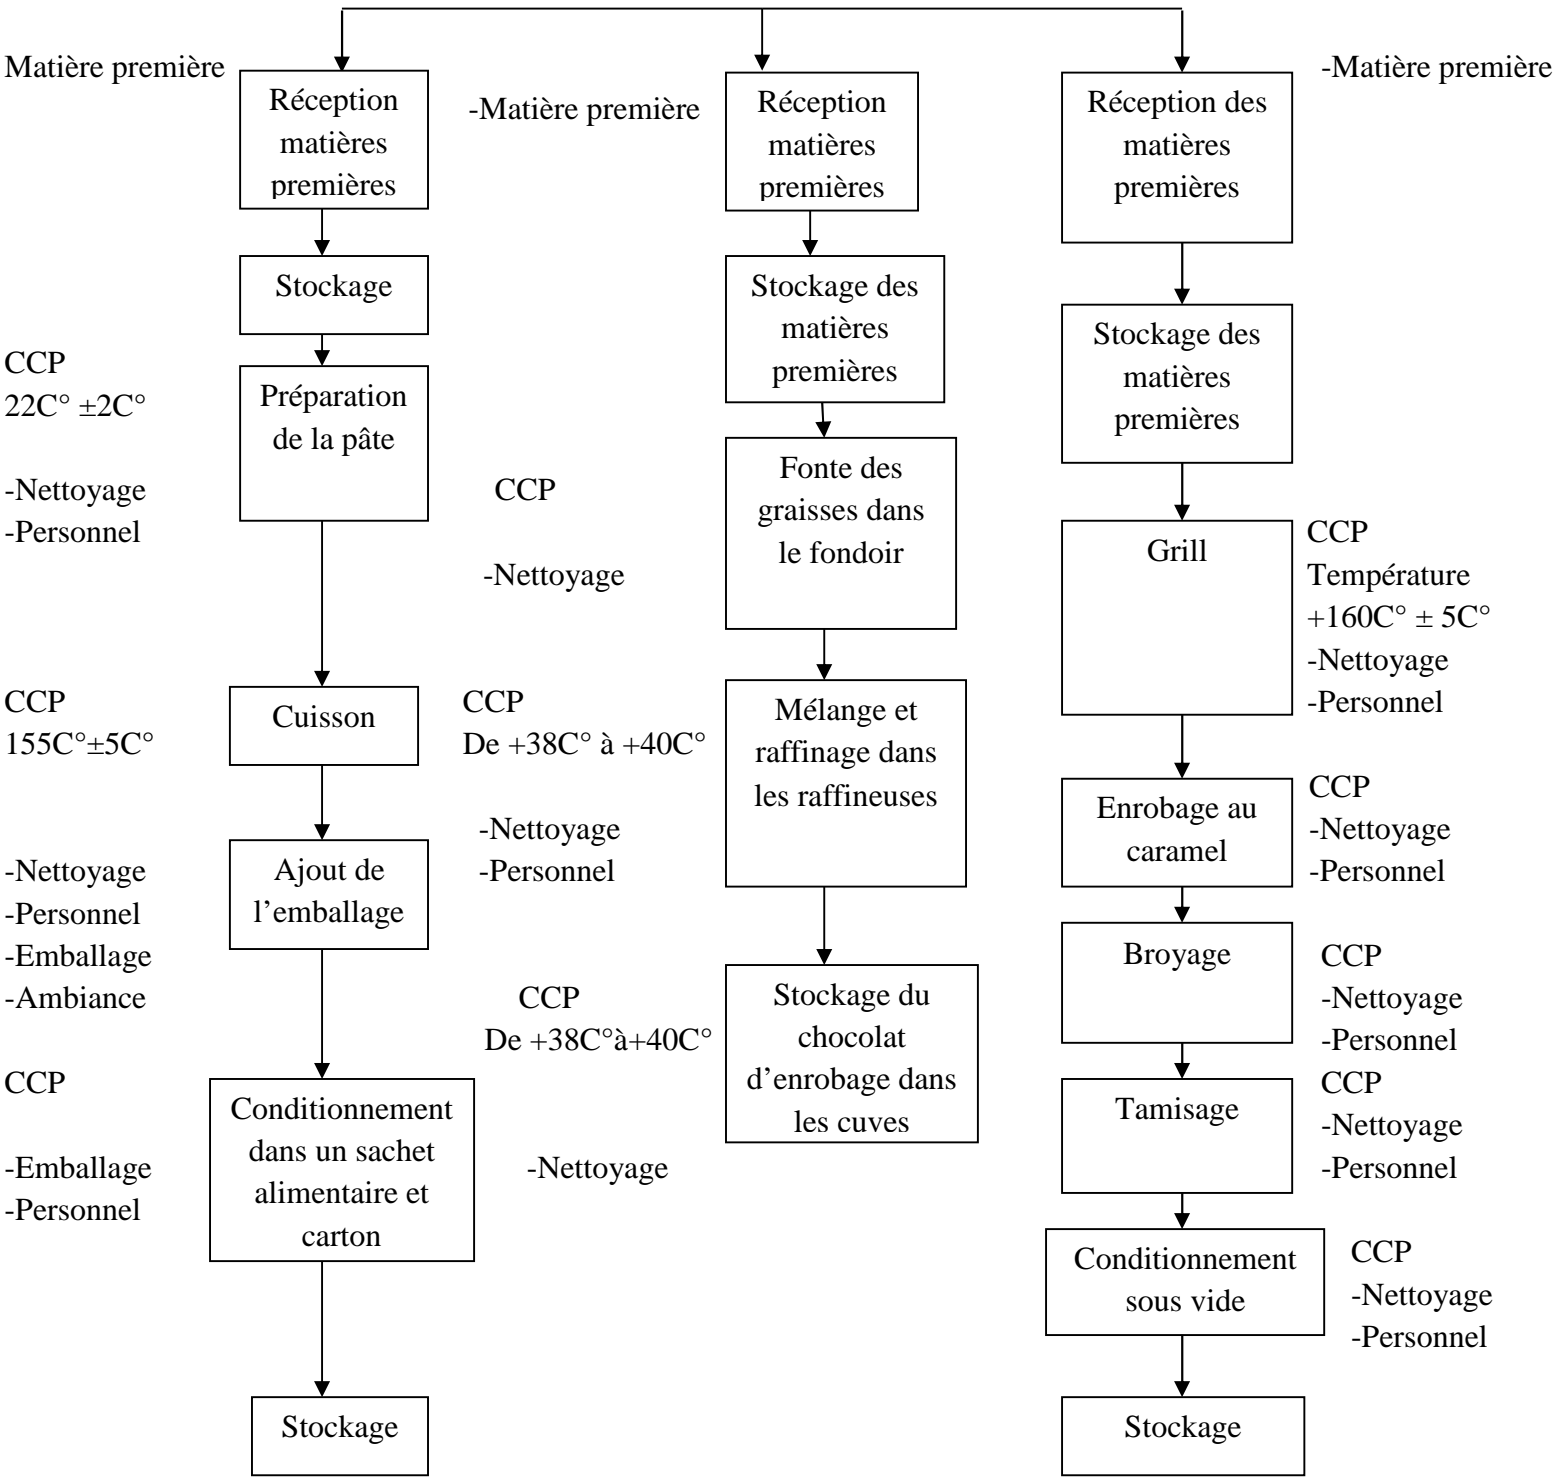 Matière première
Réception
matières
premières
Stockage
CCP
22C° ±2C°
-Nettoyage
-Personnel
Préparation
de la pâte
CCP
155C°±5C°
Cuisson
-Nettoyage
-Personnel
-Emballage
-Ambiance
Ajout de
l’emballage
CCP
-Emballage
-Personnel
Conditionnement
dans un sachet
alimentaire et
carton
Stockage
-Matière première
Réception
matières
premières
Stockage des
matières
premières
CCP
-Nettoyage
Fonte des
graisses dans
le fondoir
CCP
De +38C° à +40C°
-Nettoyage
-Personnel
Mélange et
raffinage dans
les raffineuses
CCP
De +38C°à+40C°
-Nettoyage
Stockage du
chocolat
d’enrobage dans
les cuves
-Matière première
Réception des
matières
premières
Stockage des
matières
premières
Grill
CCP
Température
+160C° ± 5C°
-Nettoyage
-Personnel
Enrobage au
caramel
CCP
-Nettoyage
-Personnel
Broyage
CCP
-Nettoyage
-Personnel
Tamisage
CCP
-Nettoyage
-Personnel
Conditionnement
sous vide
CCP
-Nettoyage
-Personnel
Stockage